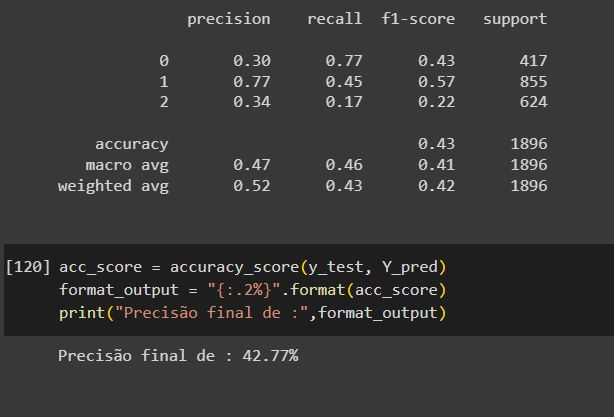 precision recall f1-score support
0 0.30 0.77 0.43 417
1 0.77 0.45 0.57 855
2 0.34 0.17 0.22 624
accuracy 0.43 1896
macro avg 0.47 0.46 0.41 1896
weighted avg 0.52 0.43 0.42 1896
[120] acc_score = accuracy_score(y_test, Y_pred)
format_output = "{:.2%}".format(acc_score)
print("Precisão final de :",format_output)
Precisão final de : 42.77%